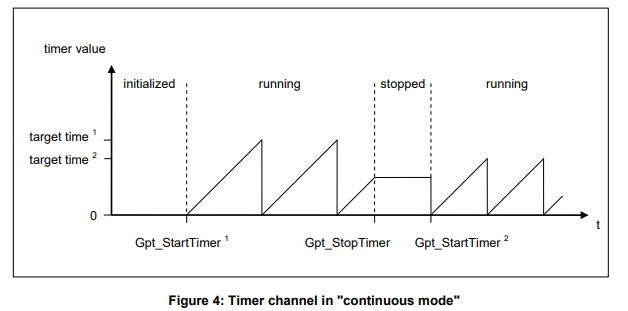 timer value
initialized running stopped running
target time 1
target time 2
0
t
Gpt_StartTimer 1 Gpt_StopTimer Gpt_StartTimer 2
Figure 4: Timer channel in "continuous mode"